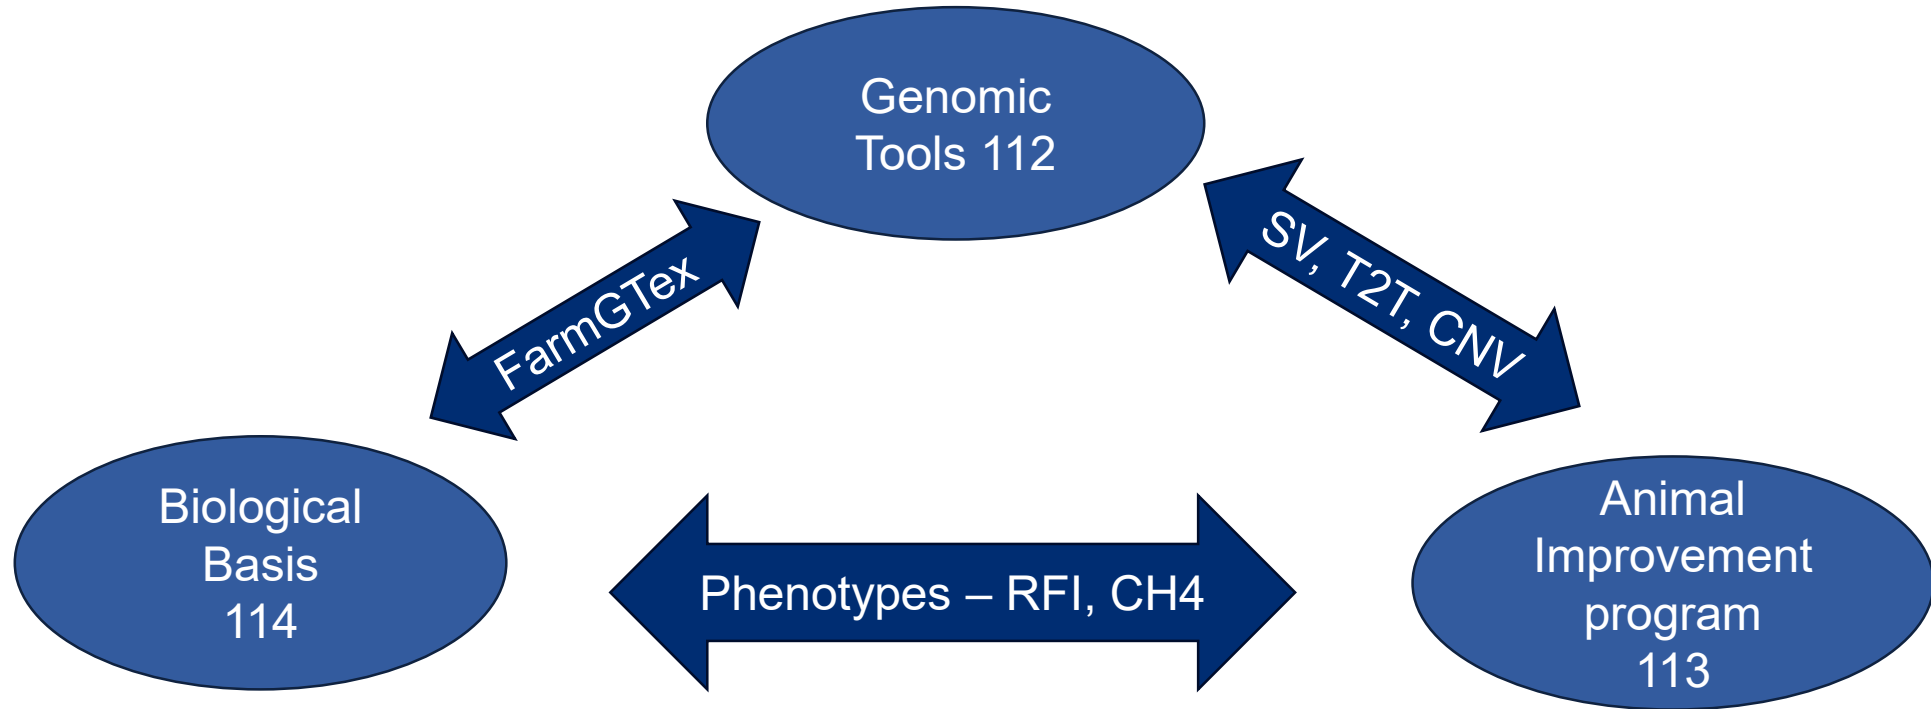 Genomic
Tools 112
FarmGTex
SV, T2T, CNV
Biological
Basis
114
Phenotypes – RFI, CH4
Animal
Improvement
program
113